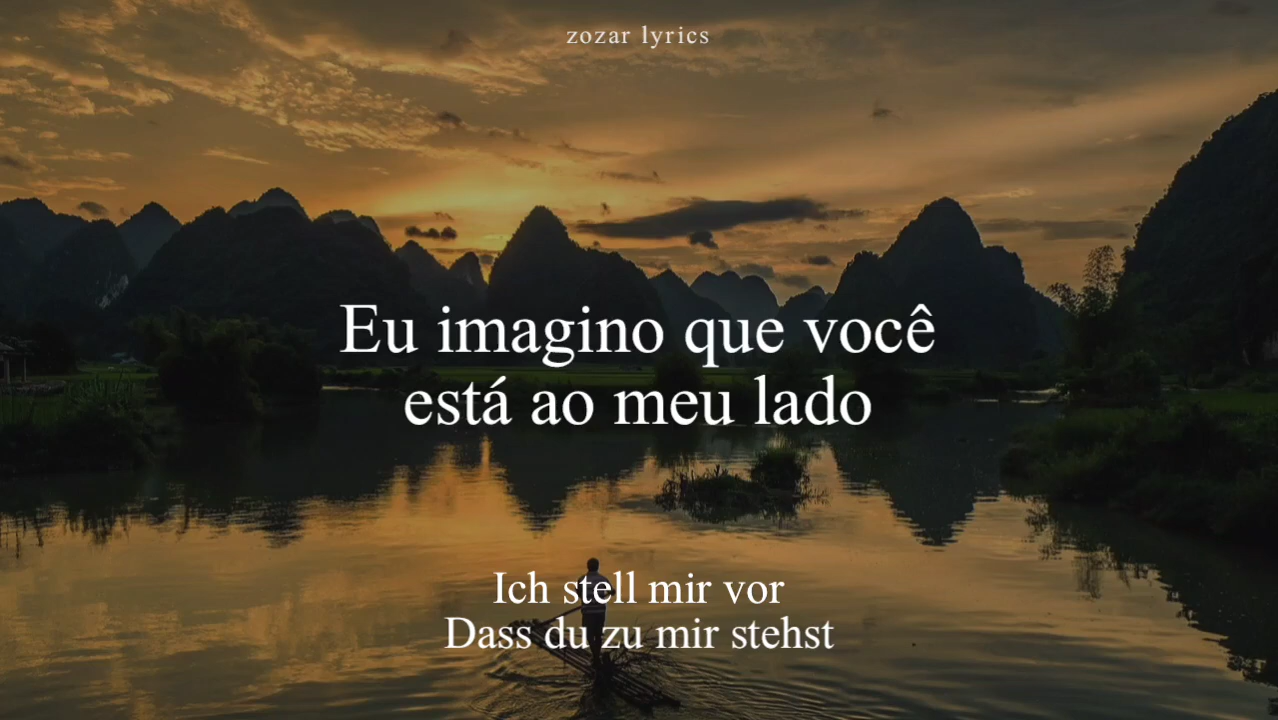 zozar lyrics
Eu imagino que você
está ao meu lado
Ich stell mir vor
Dass du zu mir stehst